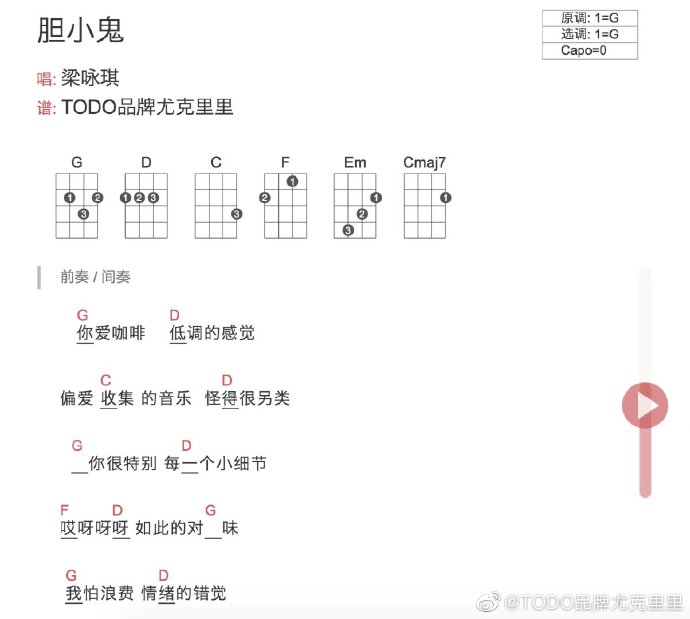 胆小鬼
原调: 1=G
选调: 1=G
Capo=0
唱: 梁咏琪
谱: TODO品牌尤克里里
G D C F Em Cmaj7
1 2 3 1 2 3 3 1 2 1 2 3 1
前奏 / 间奏
G D
你爱咖啡 低调的感觉
C D
偏爱 收集 的音乐 怪得很另类
G D
__你很特别 每一个小细节
F D G
哎呀呀呀 如此的对__味
G D
我怕浪费 情绪的错觉
@TODO品牌尤克里里